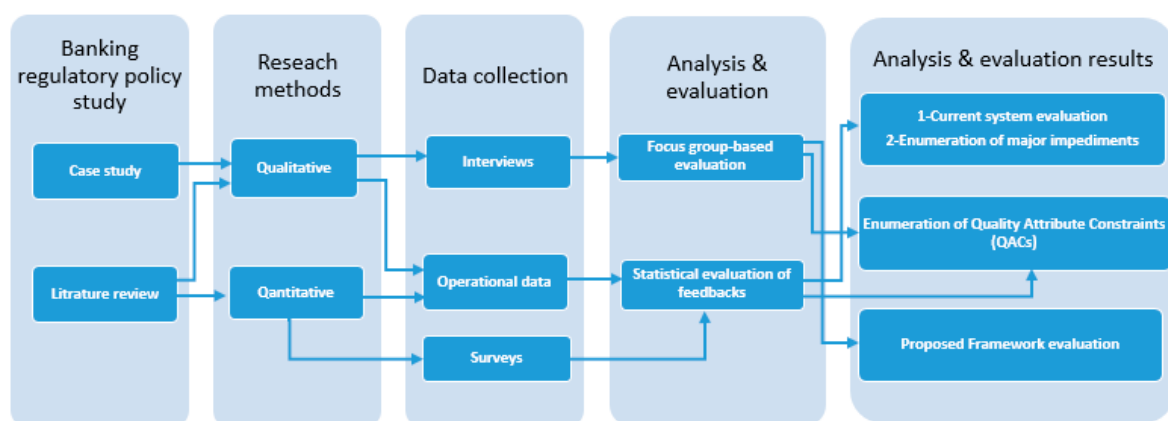 Banking
regulatory policy
study
Case study
Litrature review
Reseach
methods
Qualitative
Qantitative
Data collection
Interviews
Operational data
Surveys
Analysis &
evaluation
Focus group-based
evaluation
Statistical evaluation of
feedbacks
Analysis & evaluation results
1-Current system evaluation
2-Enumeration of major impediments
Enumeration of Quality Attribute Constraints
(QACs)
Proposed Framework evaluation